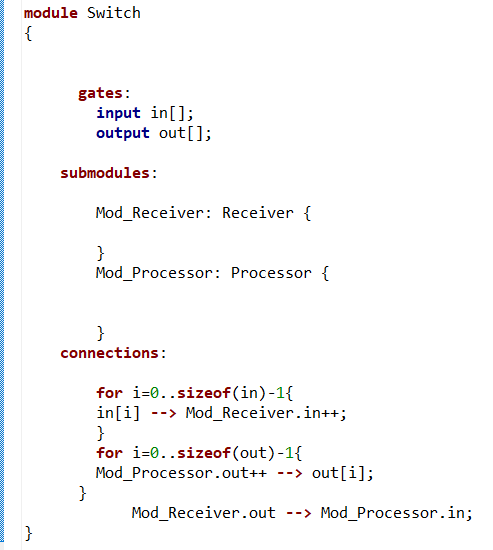 module Switch
{
gates:
input in[];
output out[];
submodules:
Mod_Receiver: Receiver {
}
Mod_Processor: Processor {
}
connections:
for i=0..sizeof(in)-1{
in[i] --> Mod_Receiver.in++;
}
for i=0..sizeof(out)-1{
Mod_Processor.out++ --> out[i];
}
Mod_Receiver.out --> Mod_Processor.in;
}